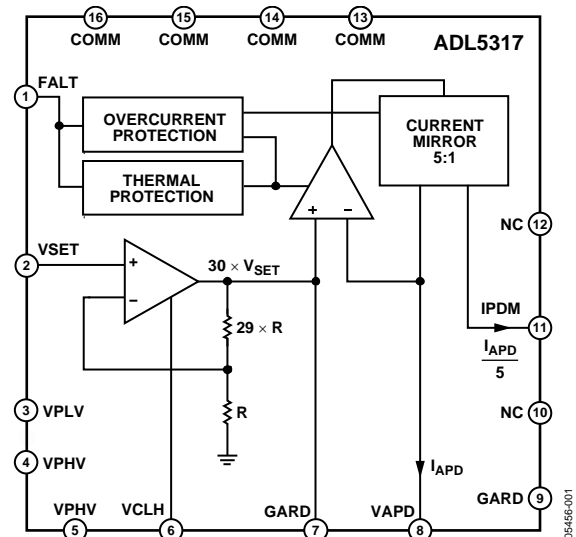 16
15
14
13
COMM
COMM
COMM
COMM
ADL5317
1
FALT
OVERCURRENT
PROTECTION
CURRENT
MIRROR
5:1
THERMAL
PROTECTION
+
−
NC
12
VSET
2
+
−
30 × VSET
29 × R
IPDM
11
IAPD
5
3
VPLV
R
NC
10
4
VPHV
IAPD
GARD
9
VPHV
VCLH
GARD
VAPD
5
6
7
8
05456-001